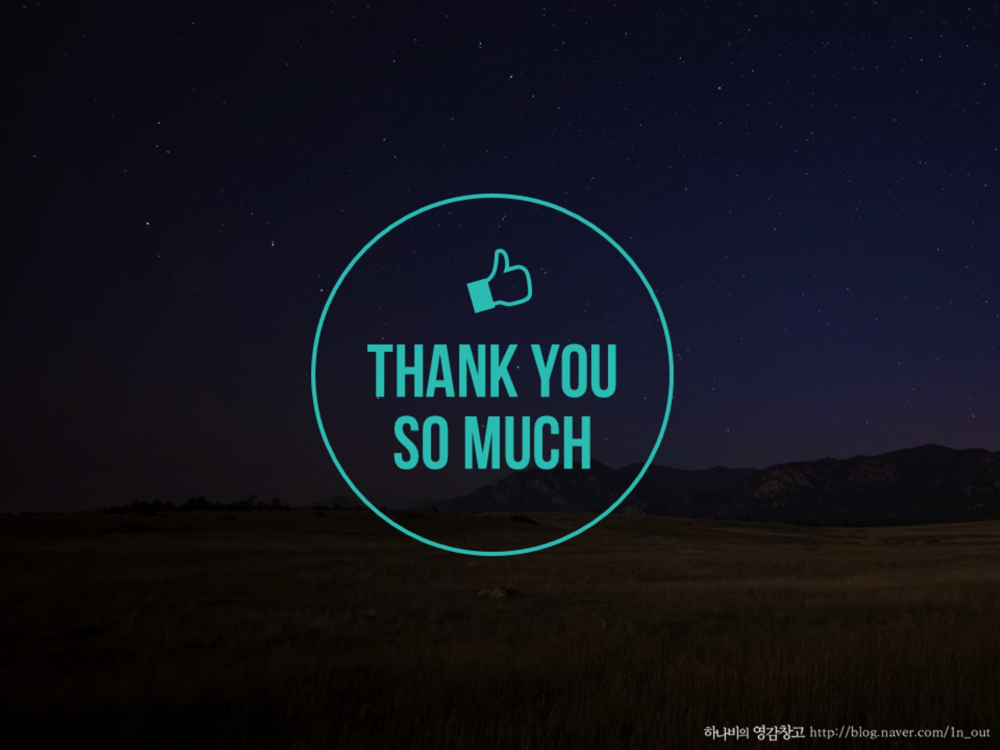 THANK YOU
SO MUCH
하나비의 영감창고 http://blog.naver.com/1n_out